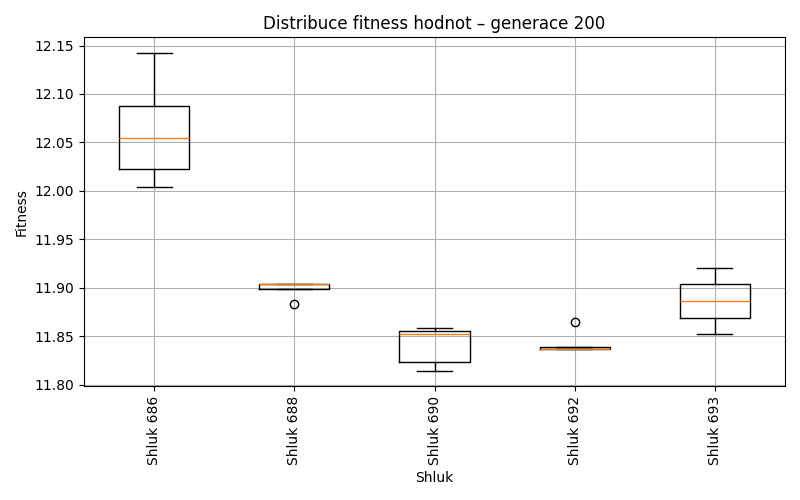 Distribuce fitness hodnot – generace 200
12.15
12.10
12.05
12.00
11.95
11.90
11.85
11.80
Fitness
Shluk 686
Shluk 688
Shluk 690
Shluk 692
Shluk 693
Shluk